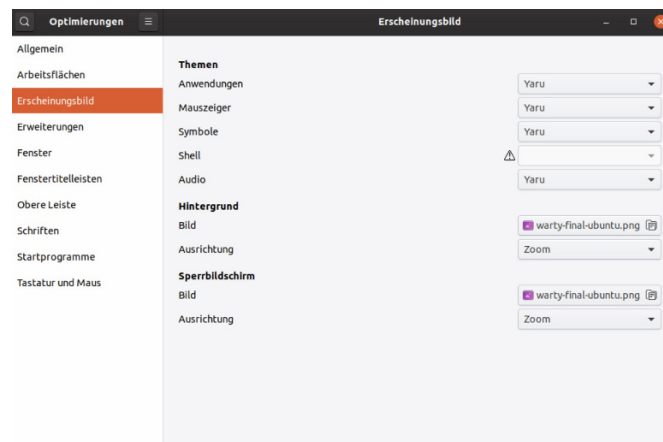 Optimierungen
Erscheinungsbild
Allgemein
Arbeitsflächen
Erscheinungsbild
Erweiterungen
Fenster
Fenstertitelleisten
Obere Leiste
Schriften
Startprogramme
Tastatur und Maus
Themen
Anwendungen Yaru
Mauszeiger Yaru
Symbole Yaru
Shell
Audio Yaru
Hintergrund
Bild warty-final-ubuntu.png
Ausrichtung Zoom
Sperrbildschirm
Bild warty-final-ubuntu.png
Ausrichtung Zoom